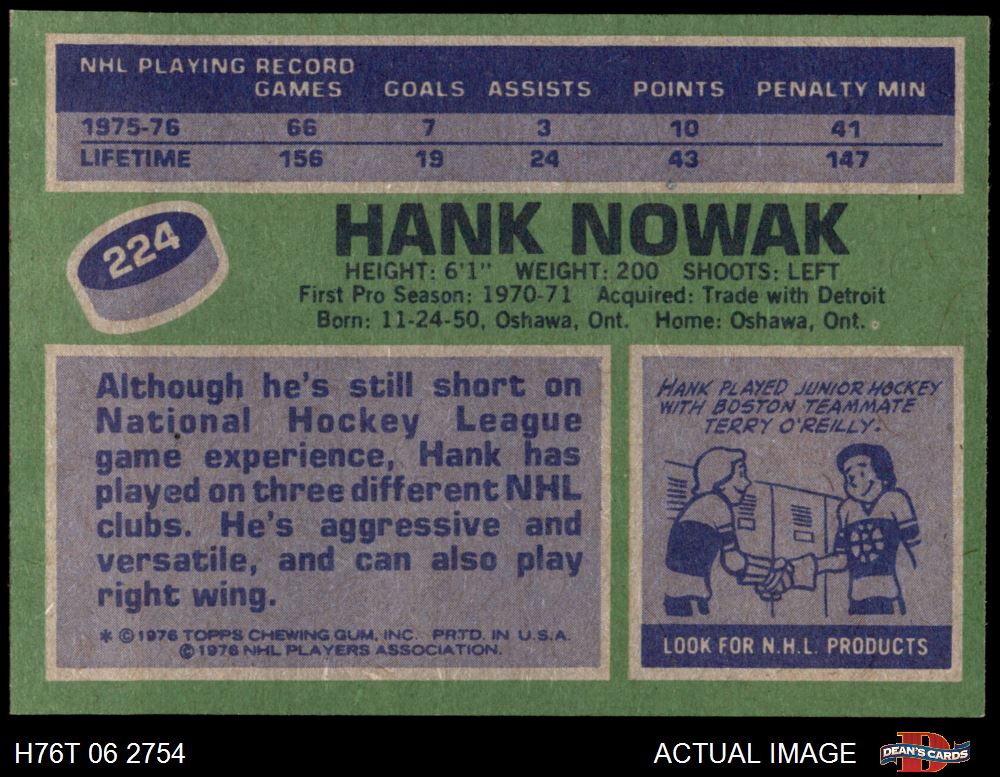 NHL PLAYING RECORD
GAMES GOALS ASSISTS POINTS PENALTY MIN
1975-76 66 7 3 10 41
LIFETIME 156 19 24 43 147
224
HANK NOWAK
HEIGHT: 6'1" WEIGHT: 200 SHOOTS: LEFT
First Pro Season: 1970-71 Acquired: Trade with Detroit
Born: 11-24-50, Oshawa, Ont. Home: Oshawa, Ont.
Although he's still short on
National Hockey League
game experience, Hank has
played on three different NHL
clubs. He's aggressive and
versatile, and can also play
right wing.
* ©1976 TOPPS CHEWING GUM, INC. PRTD. IN U.S.A.
©1976 NHL PLAYERS ASSOCIATION.
HANK PLAYED JUNIOR HOCKEY
WITH BOSTON TEAMMATE
TERRY O'REILLY.
LOOK FOR N.H.L. PRODUCTS
H76T 06 2754
ACTUAL IMAGE
DEAN'S CARDS